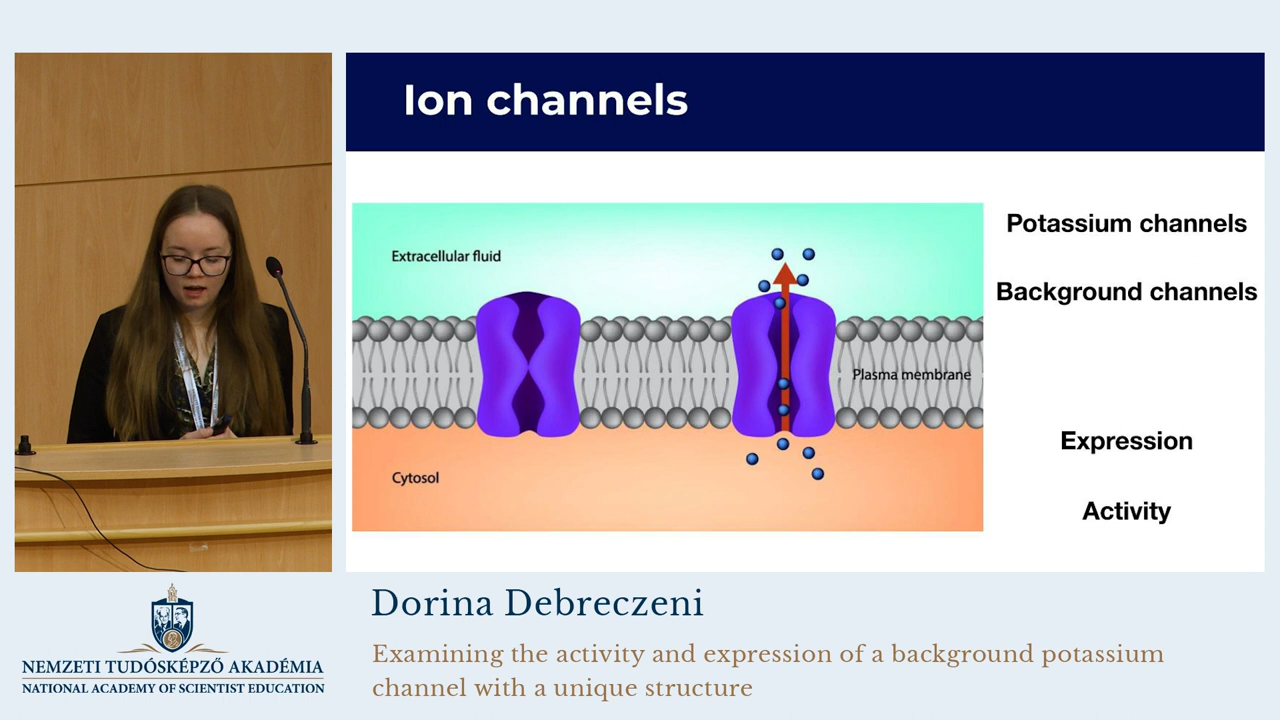 Ion channels
Extracellular fluid
Plasma membrane
Cytosol
Potassium channels
Background channels
Expression
Activity
Dorina Debreczeni
Examining the activity and expression of a background potassium
channel with a unique structure
NEMZETI TUDÓSKÉPZŐ AKADÉMIA
NATIONAL ACADEMY OF SCIENTIST EDUCATION